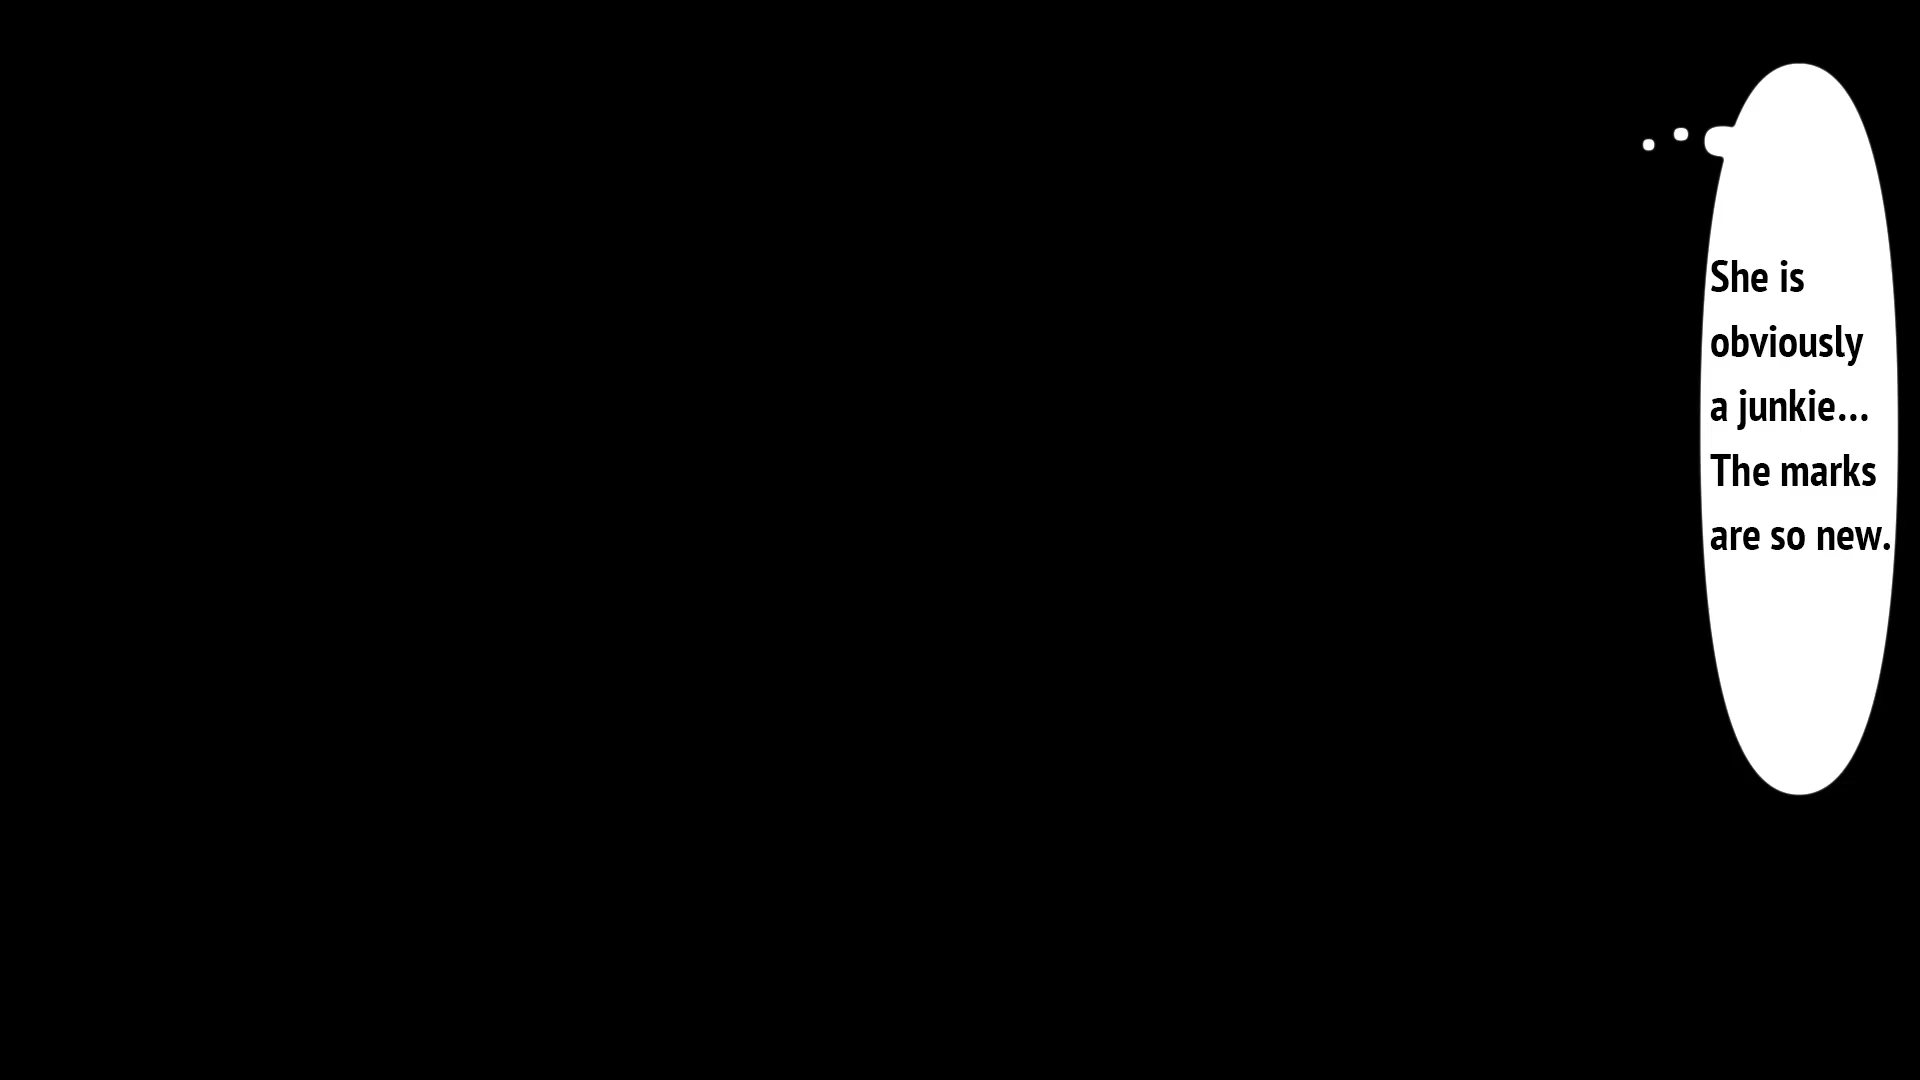 She is
obviously
a junkie...
The marks
are so new.